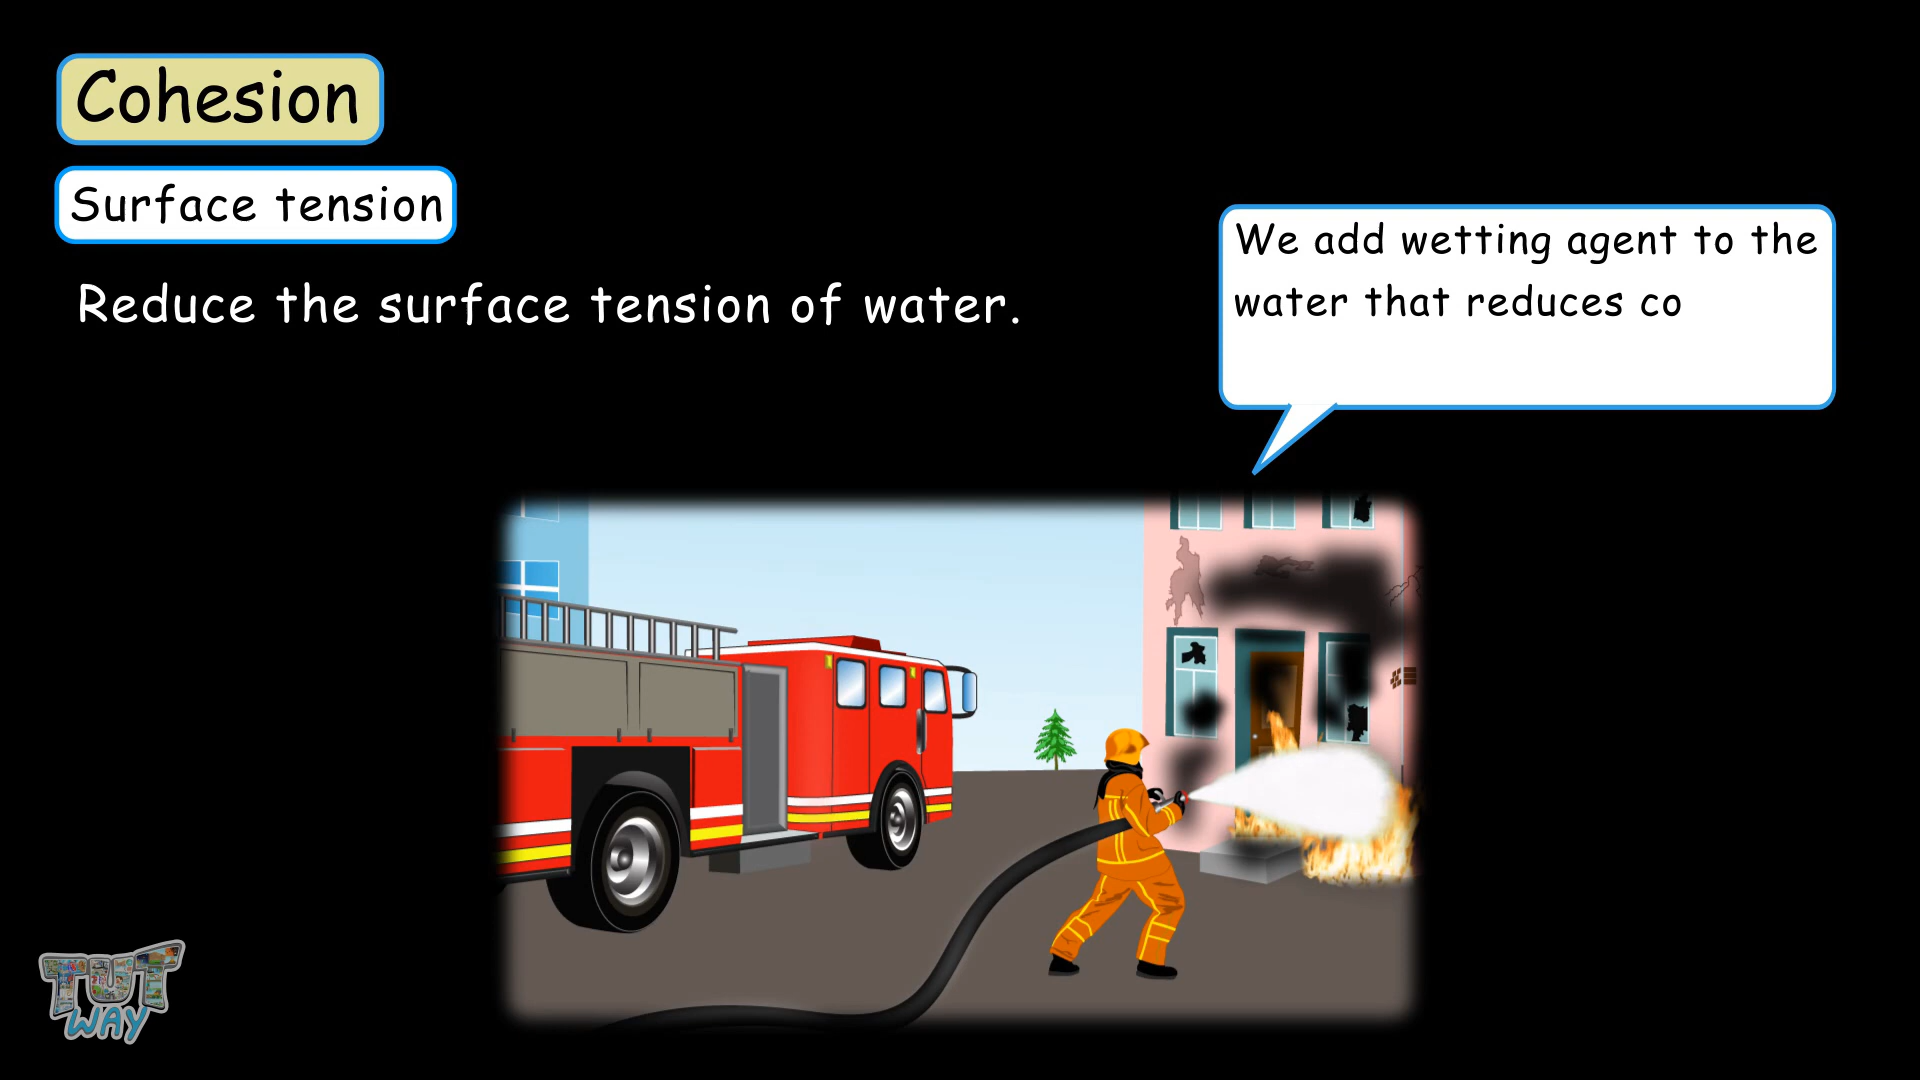 Cohesion
Surface tension
Reduce the surface tension of water.
We add wetting agent to the
water that reduces co
TUT
WAY